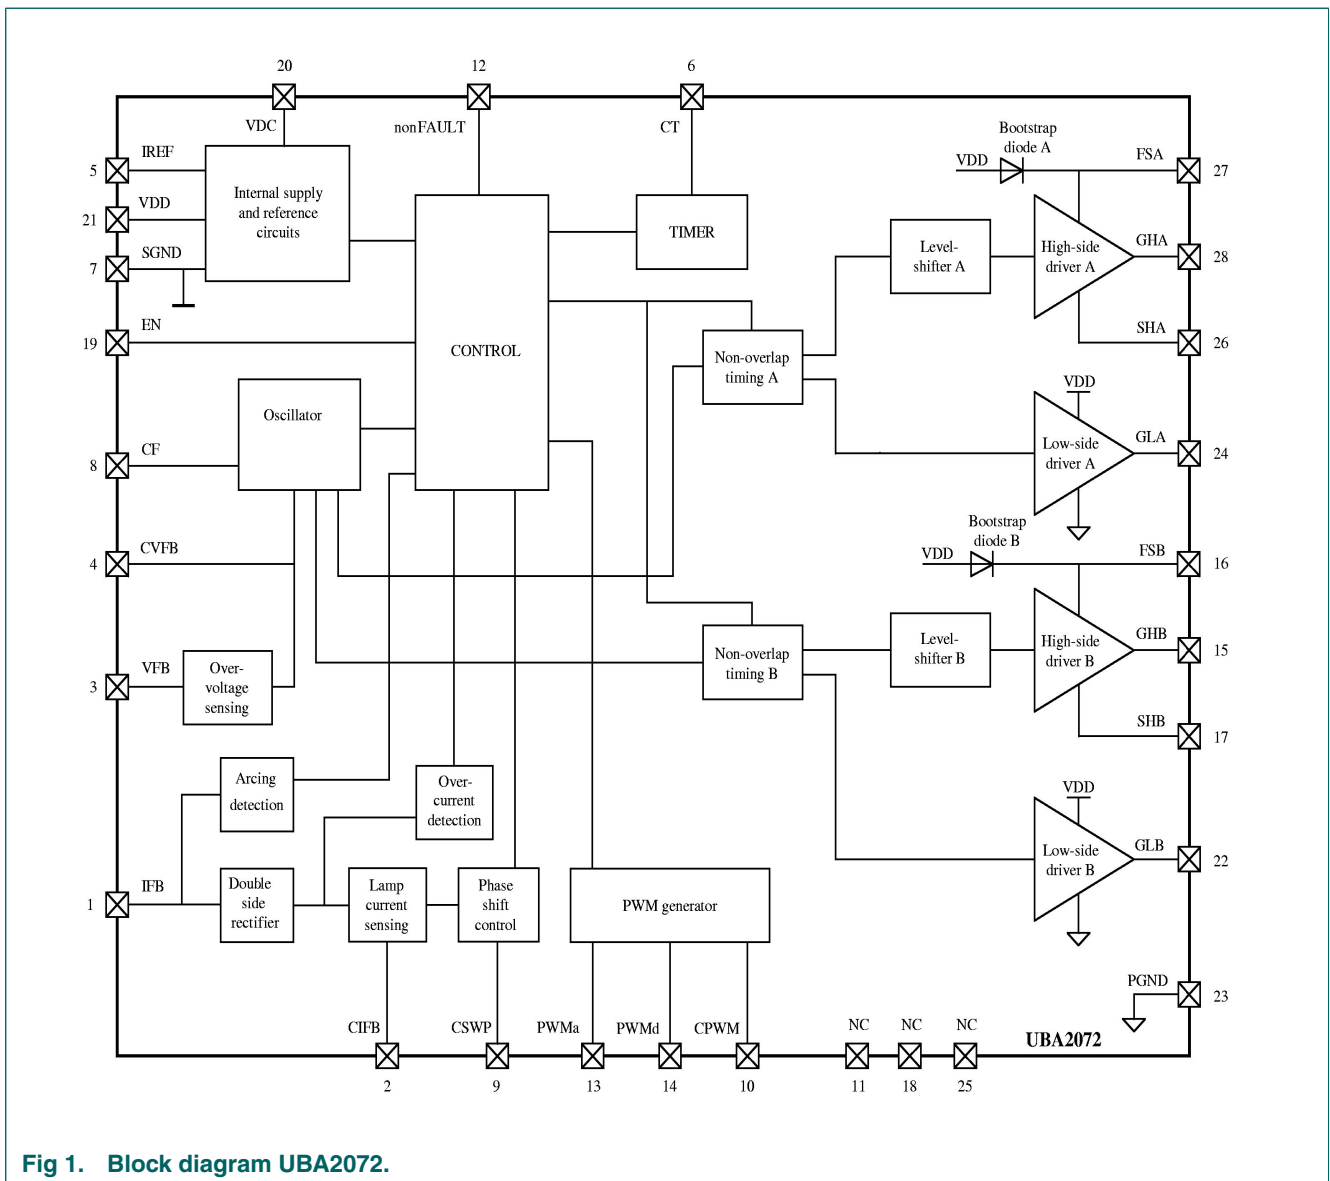 20
12
6
VDC
nonFAULT
CT
Bootstrap
diode A
5
IREF
VDD
FSA
27
Internal supply
and reference
circuits
21
VDD
TIMER
Level-
shifter A
High-side
driver A
GHA
28
7
SGND
19
EN
CONTROL
SHA
26
Non-overlap
timing A
VDD
Oscillator
8
CF
Low-side
driver A
GLA
24
Bootstrap
diode B
4
CVFB
VDD
FSB
16
Non-overlap
timing B
Level-
shifter B
High-side
driver B
GHB
15
3
VFB
Over-
voltage
sensing
SHB
17
Arcing
detection
Over-
current
detection
VDD
Low-side
driver B
GLB
22
1
IFB
Double
side
rectifier
Lamp
current
sensing
Phase
shift
control
PWM generator
PGND
23
CIFB
CSWP
PWMa
PWMd
CPWM
NC
NC
NC
UBA2072
2
9
13
14
10
11
18
25
Fig 1. Block diagram UBA2072.